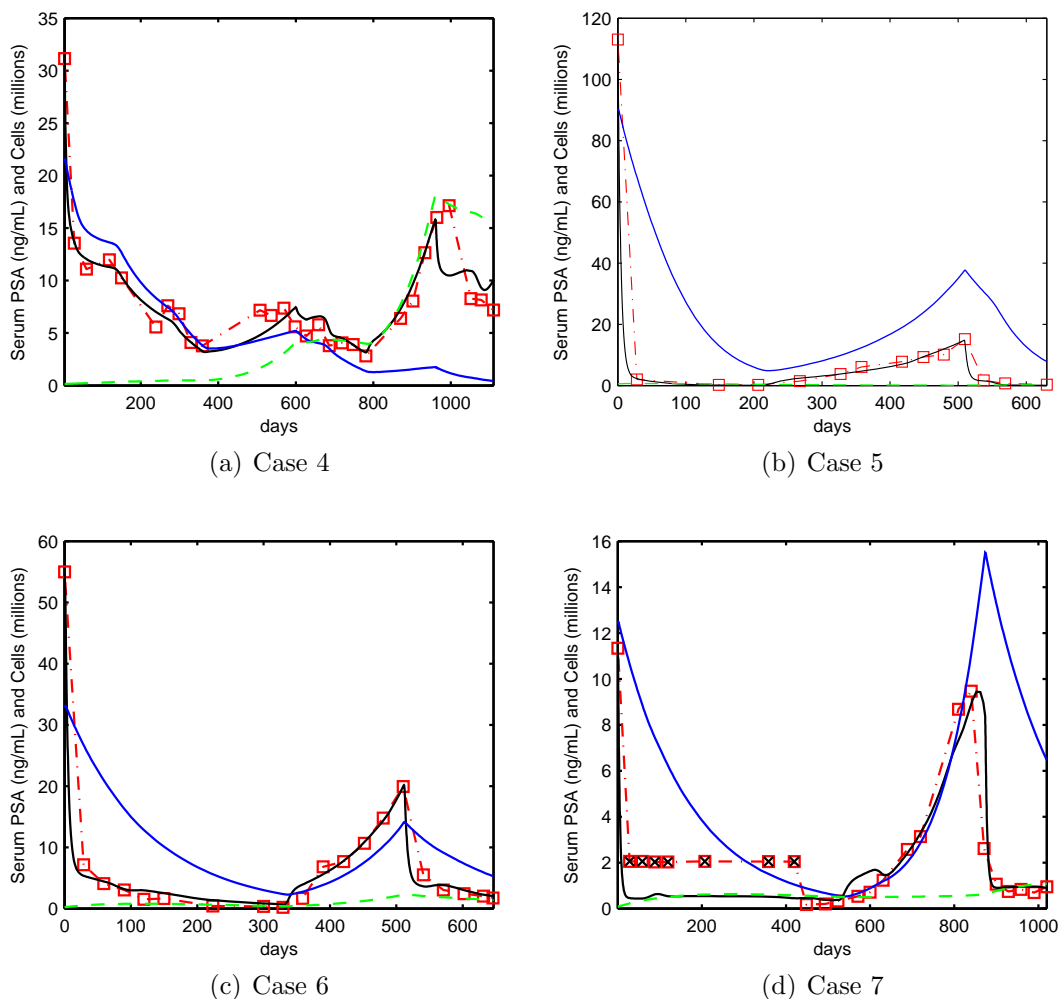 35
30
25
20
15
10
5
0
Serum PSA (ng/mL) and Cells (millions)
200 400 600 800 1000
days
(a) Case 4
120
100
80
60
40
20
0
Serum PSA (ng/mL) and Cells (millions)
0 100 200 300 400 500 600
days
(b) Case 5
60
50
40
30
20
10
0
Serum PSA (ng/mL) and Cells (millions)
0 100 200 300 400 500 600
days
(c) Case 6
16
14
12
10
8
6
4
2
0
Serum PSA (ng/mL) and Cells (millions)
200 400 600 800 1000
days
(d) Case 7